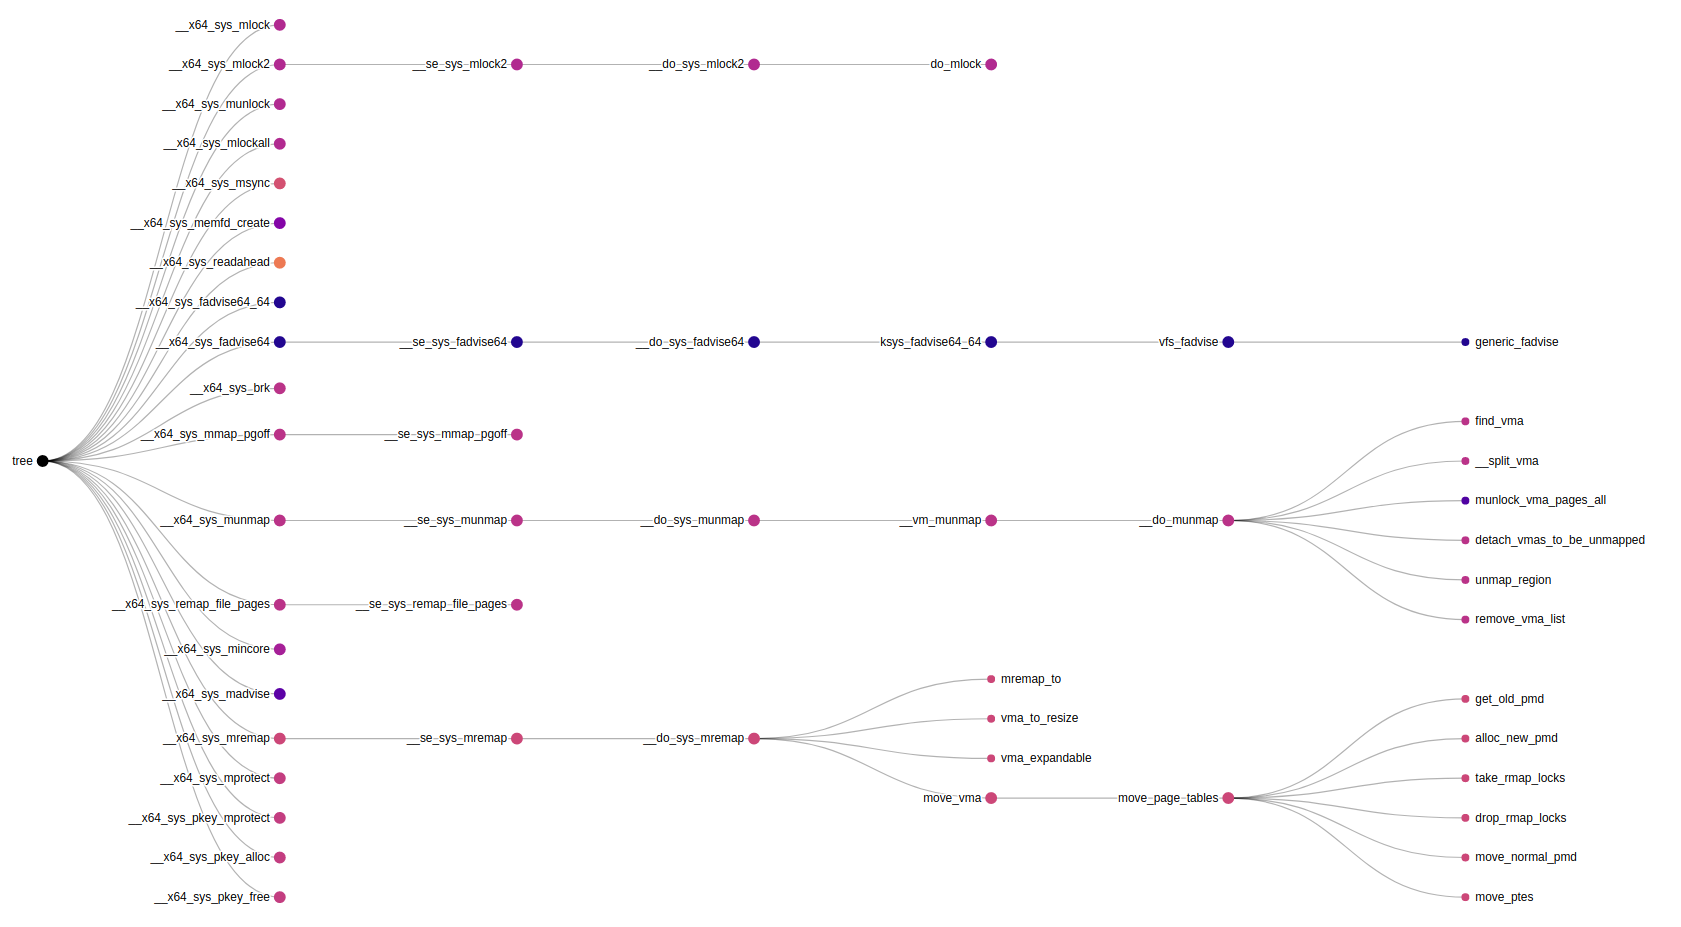 __x64_sys_mlock
__x64_sys_mlock2 __se_sys_mlock2 __do_sys_mlock2 do_mlock
__x64_sys_munlock
__x64_sys_mlockall
__x64_sys_msync
__x64_sys_memfd_create
__x64_sys_readahead
__x64_sys_fadvise64_64
__x64_sys_fadvise64 __se_sys_fadvise64 __do_sys_fadvise64 ksys_fadvise64_64 vfs_fadvise generic_fadvise
__x64_sys_brk
find_vma
__x64_sys_mmap_pgoff __se_sys_mmap_pgoff
tree __split_vma
munlock_vma_pages_all
__x64_sys_munmap __se_sys_munmap __do_sys_munmap __vm_munmap __do_munmap
detach_vmas_to_be_unmapped
unmap_region
__x64_sys_remap_file_pages __se_sys_remap_file_pages
remove_vma_list
__x64_sys_mincore
mremap_to
__x64_sys_madvise
get_old_pmd
vma_to_resize
__x64_sys_mremap __se_sys_mremap __do_sys_mremap alloc_new_pmd
vma_expandable
__x64_sys_mprotect take_rmap_locks
move_vma move_page_tables
__x64_sys_pkey_mprotect drop_rmap_locks
__x64_sys_pkey_alloc move_normal_pmd
__x64_sys_pkey_free move_ptes